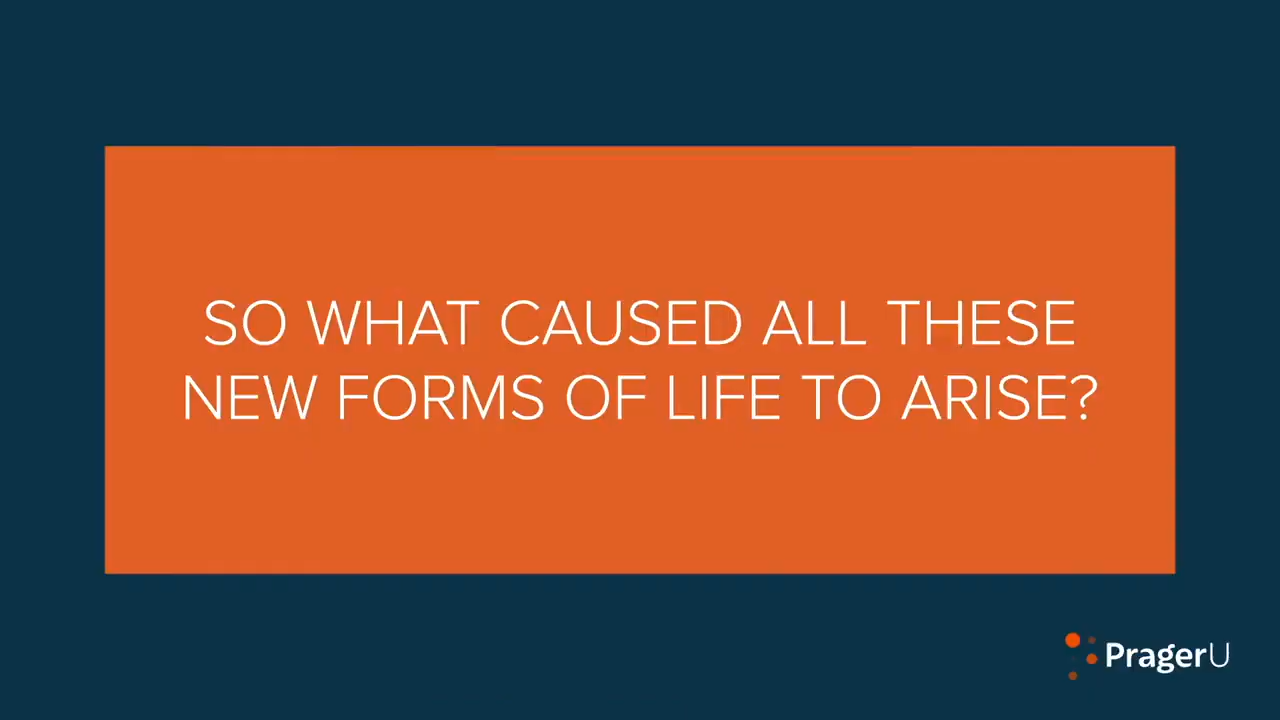 SO WHAT CAUSED ALL THESE
NEW FORMS OF LIFE TO ARISE?
PragerU